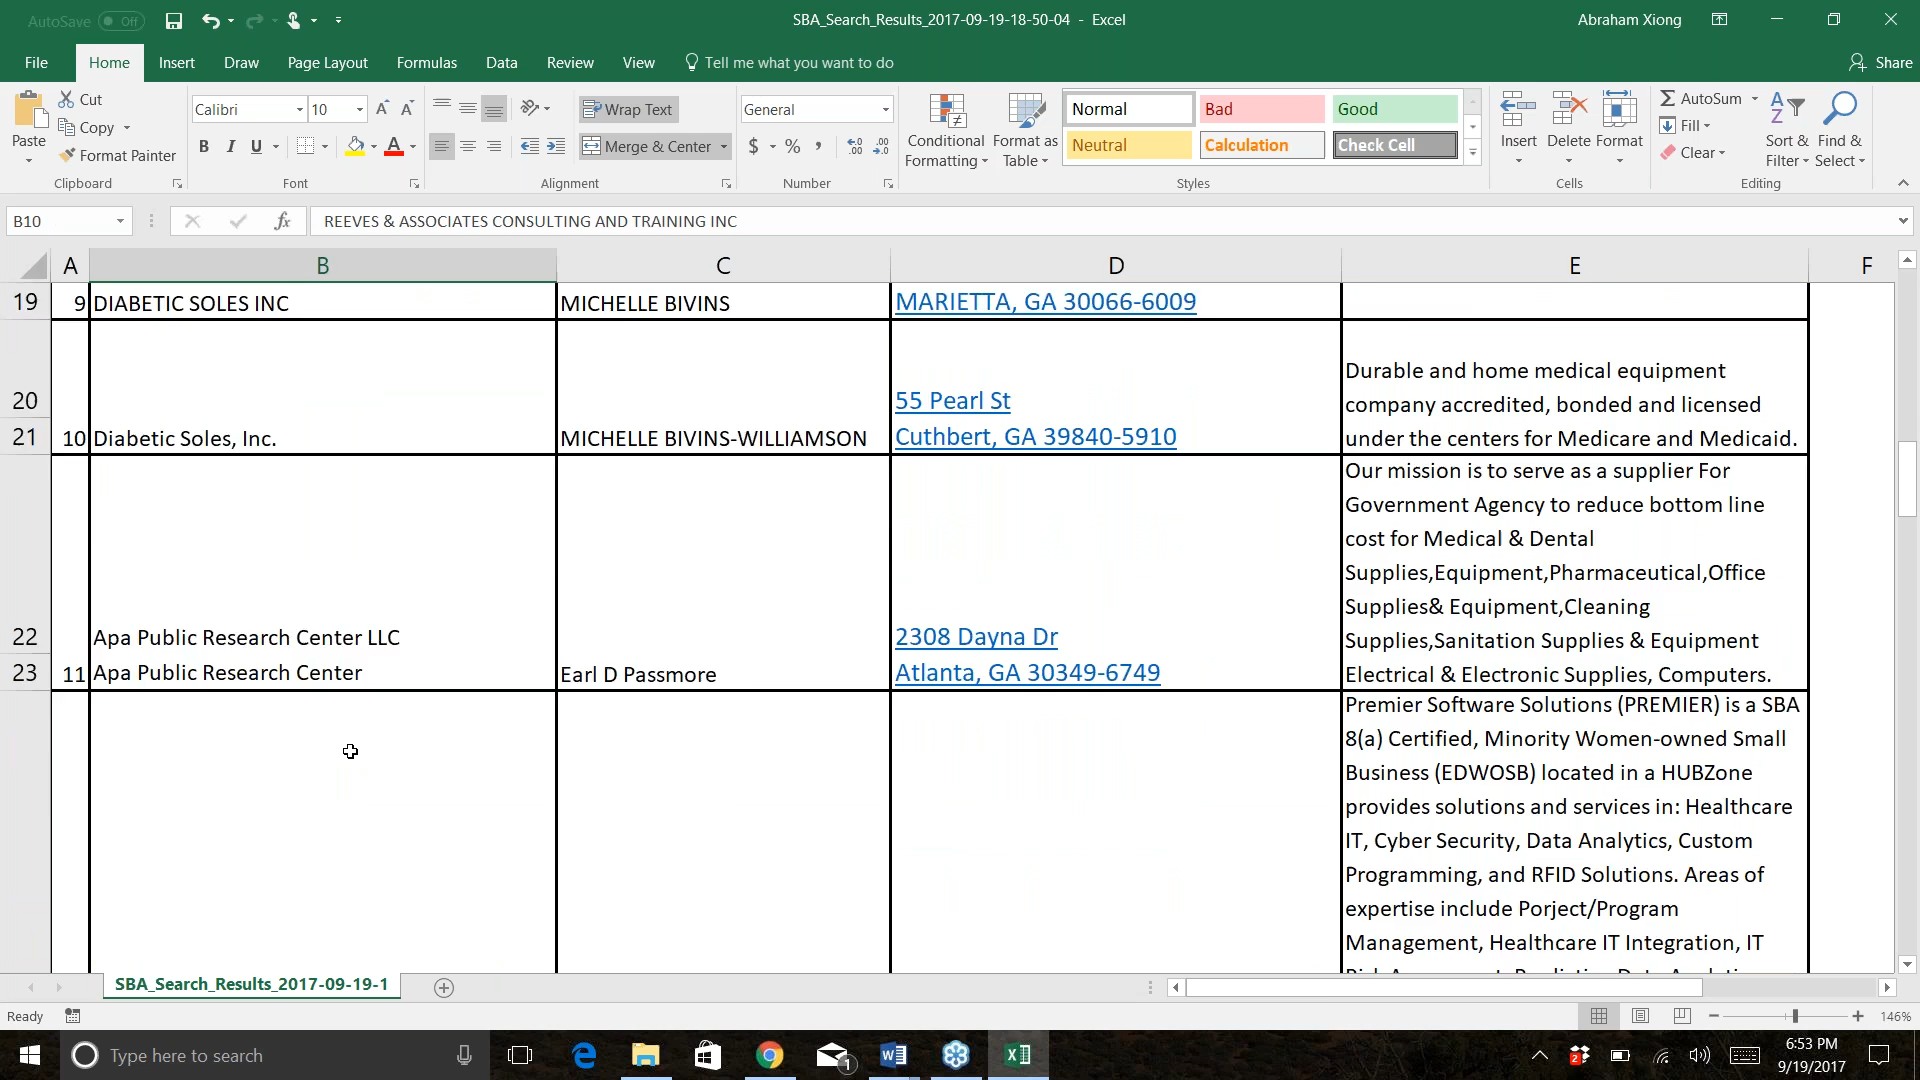 AutoSave Off
SBA_Search_Results_2017-09-19-18-50-04 - Excel
Abraham Xiong
File Home Insert Draw Page Layout Formulas Data Review View Tell me what you want to do Share
Paste
Cut
Copy
Format Painter
Clipboard
Calibri 10
B I U
Font
Wrap Text
Merge & Center
Alignment
General
$ % ,
Number
Conditional Formatting
Format as Table
Normal Bad Good
Neutral Calculation Check Cell
Styles
Insert Delete Format
Cells
AutoSum
Fill
Clear
Sort & Filter
Find & Select
Editing
B10
fx
REEVES & ASSOCIATES CONSULTING AND TRAINING INC
A B C D E F
19 9 DIABETIC SOLES INC MICHELLE BIVINS MARIETTA, GA 30066-6009
20
21
10 Diabetic Soles, Inc.
MICHELLE BIVINS-WILLIAMSON
55 Pearl St
Cuthbert, GA 39840-5910
Durable and home medical equipment
company accredited, bonded and licensed
under the centers for Medicare and Medicaid.
22
23
Apa Public Research Center LLC
11 Apa Public Research Center
Earl D Passmore
2308 Dayna Dr
Atlanta, GA 30349-6749
Our mission is to serve as a supplier For
Government Agency to reduce bottom line
cost for Medical & Dental
Supplies,Equipment,Pharmaceutical,Office
Supplies& Equipment,Cleaning
Supplies,Sanitation Supplies & Equipment
Electrical & Electronic Supplies, Computers.
Premier Software Solutions (PREMIER) is a SBA
8(a) Certified, Minority Women-owned Small
Business (EDWOSB) located in a HUBZone
provides solutions and services in: Healthcare
IT, Cyber Security, Data Analytics, Custom
Programming, and RFID Solutions. Areas of
expertise include Porject/Program
Management, Healthcare IT Integration, IT
SBA_Search_Results_2017-09-19-1
Ready
146%
Type here to search
1
2
6:53 PM
9/19/2017